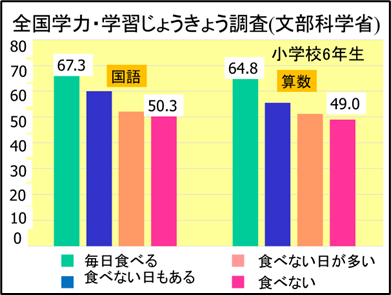 全国学力・学習じょうきょう調査(文部科学省)
小学校6年生
80
70
60
50
40
30
20
10
0
国語
67.3
50.3
算数
64.8
49.0
毎日食べる
食べない日もある
食べない日が多い
食べない